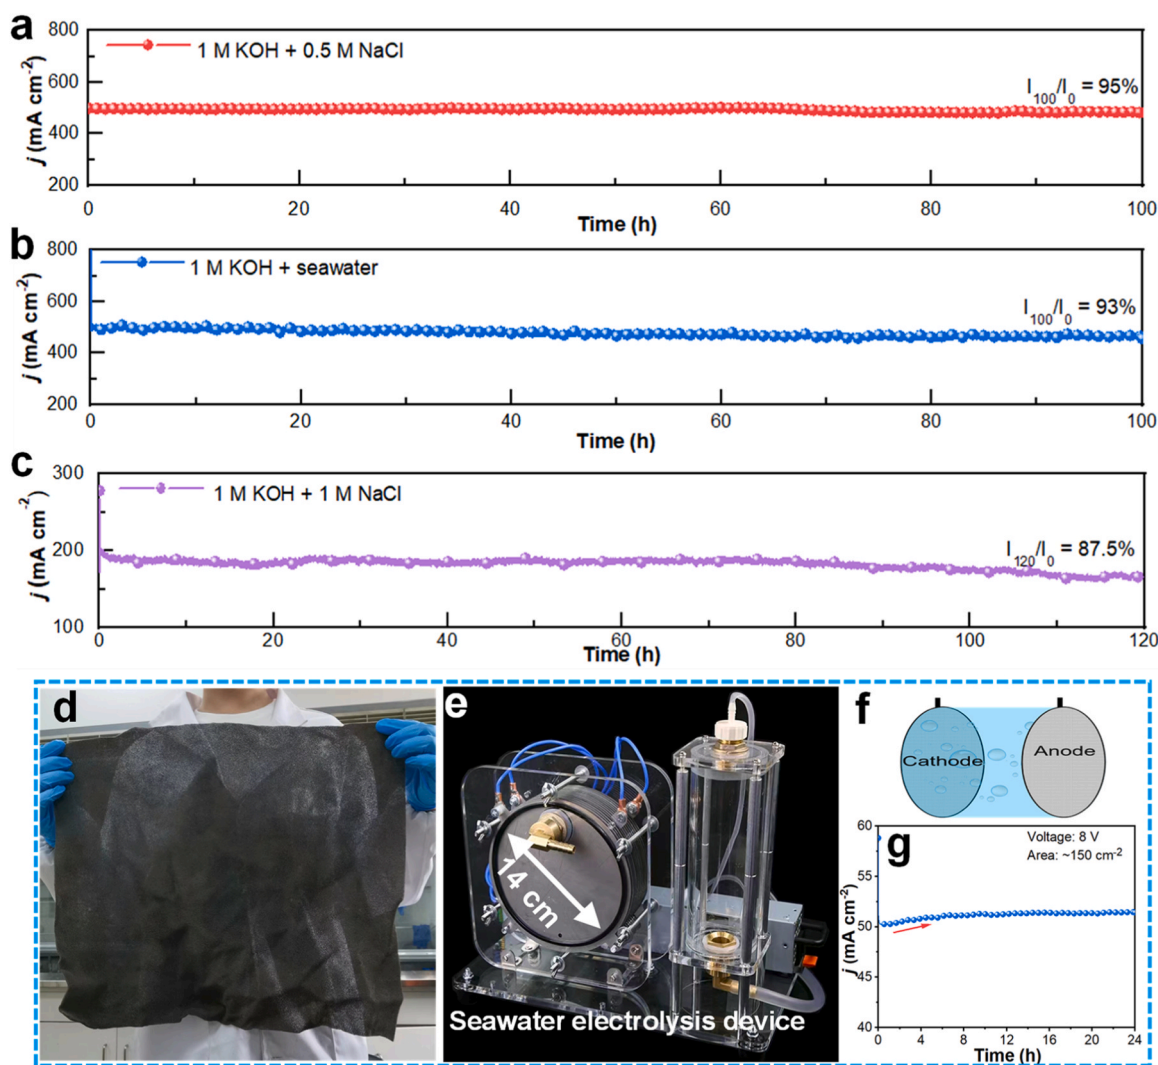 a
800
600
400
200
j (mA cm⁻²)
1 M KOH + 0.5 M NaCl
I₁₀₀/I₀ = 95%
0 20 40 60 80 100
Time (h)
b
800
600
400
200
j (mA cm⁻²)
1 M KOH + seawater
I₁₀₀/I₀ = 93%
0 20 40 60 80 100
Time (h)
c
300
200
100
j (mA cm⁻²)
1 M KOH + 1 M NaCl
I₁₂₀/I₀ = 87.5%
0 20 40 60 80 100 120
Time (h)
d
e
14 cm
Seawater electrolysis device
f
Cathode
Anode
g
60
55
50
45
40
j (mA cm⁻²)
Voltage: 8 V
Area: ~150 cm⁻²
0 4 8 12 16 20 24
Time (h)